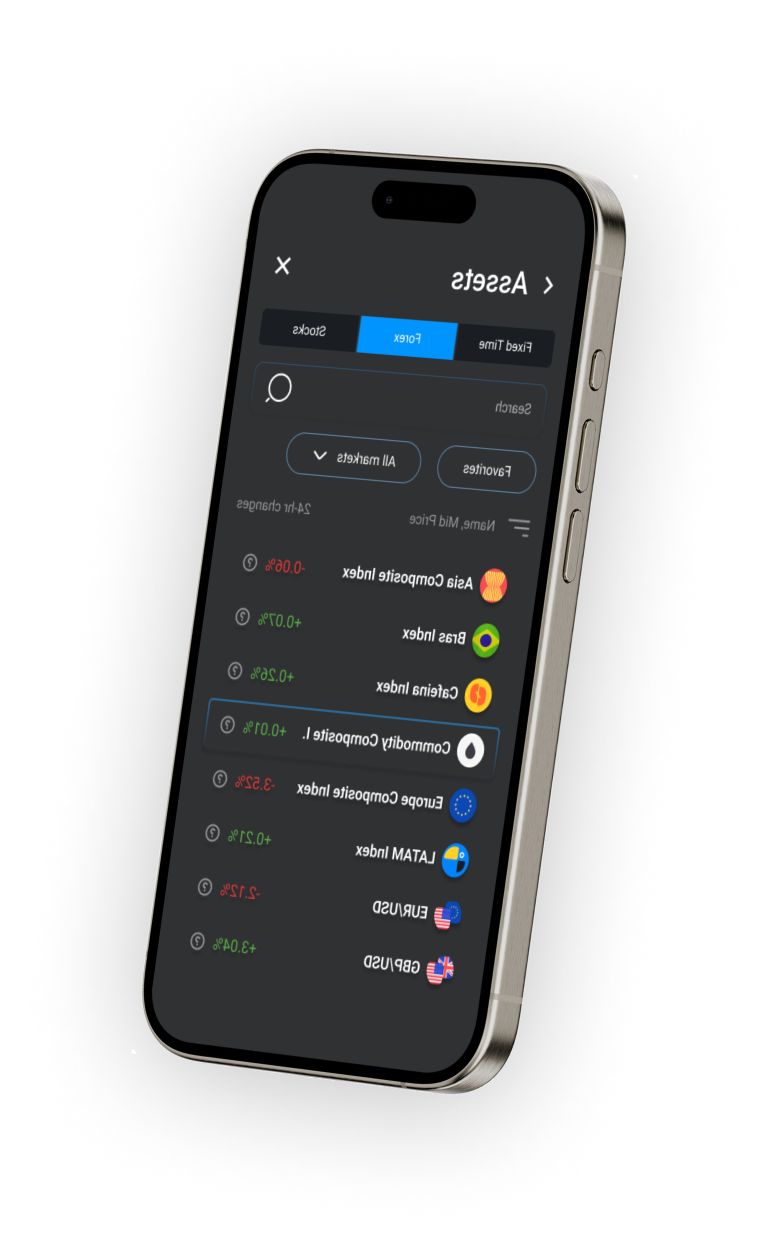 Assets
Fixed Time Forex Stocks
Search
Favorites All markets
Name, Mid Price 24-hr changes
Asia Composite Index -0.06% ?
Bras Index +0.07% ?
Cafeina Index +0.26% ?
Commodity Composite I. +0.01% ?
Europe Composite Index -3.52% ?
LATAM Index +0.21% ?
EUR/USD -2.12% ?
GBP/USD +3.04% ?